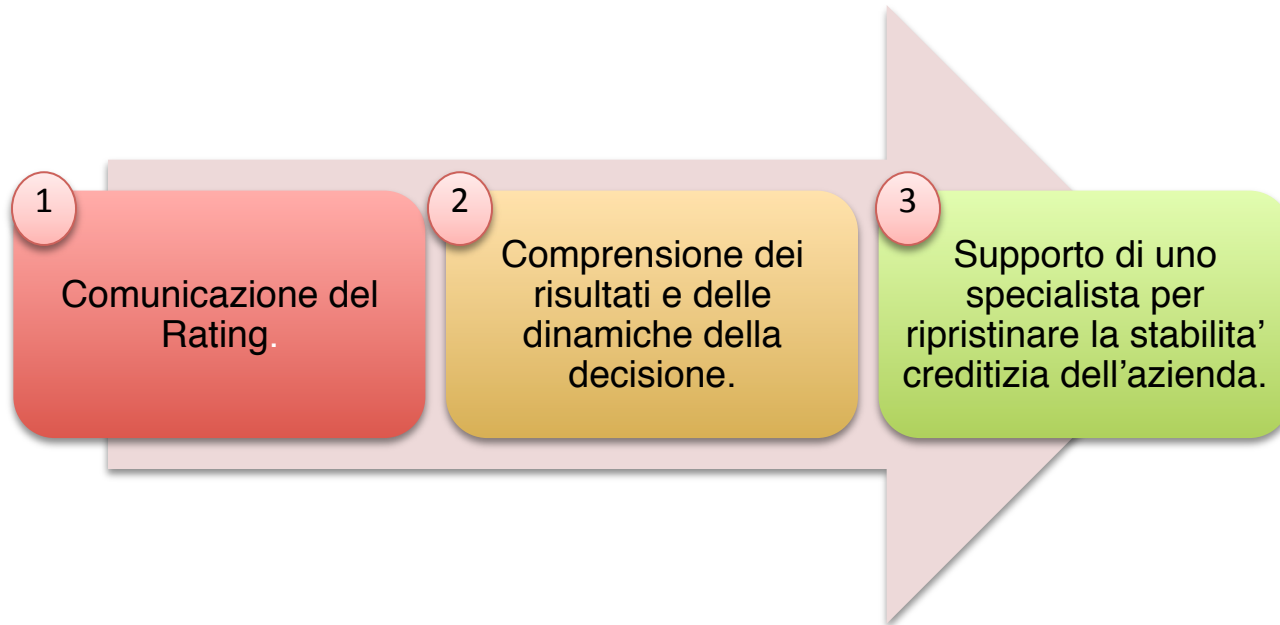 1
Comunicazione del
Rating.
2
Comprensione dei
risultati e delle
dinamiche della
decisione.
3
Supporto di uno
specialista per
ripristinare la stabilita’
creditizia dell’azienda.